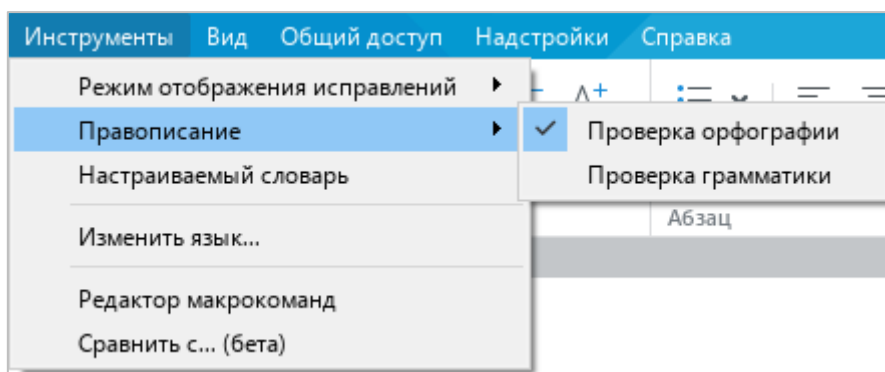 Инструменты Вид Общий доступ Надстройки Справка
Режим отображения исправлений
Правописание
Проверка орфографии
Настраиваемый словарь
Проверка грамматики
Абзац
Изменить язык...
Редактор макрокоманд
Сравнить с... (бета)